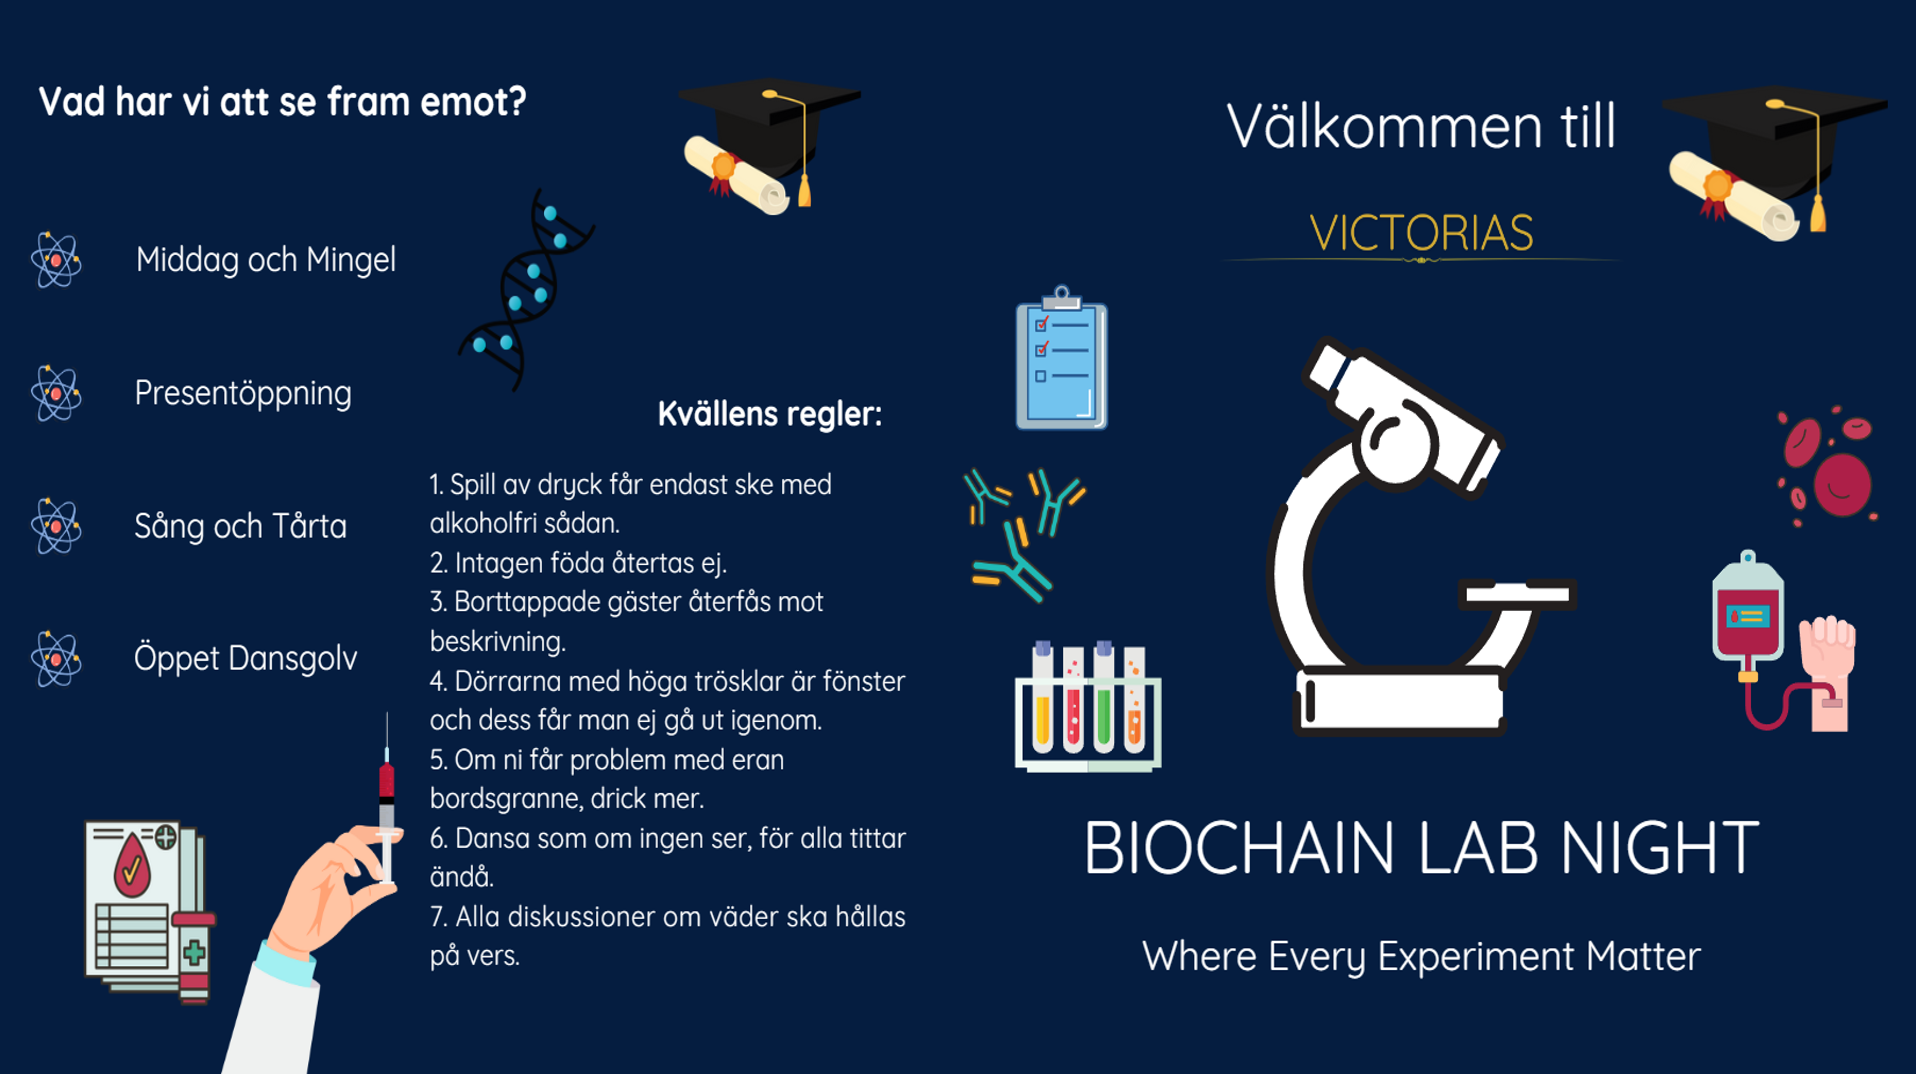 Vad har vi att se fram emot?
Middag och Mingel
Presentöppning
Sång och Tårta
Öppet Dansgolv
Kvällens regler:
1. Spill av dryck får endast ske med
alkoholfri sådan.
2. Intagen föda återtas ej.
3. Borttappade gäster återfås mot
beskrivning.
4. Dörrarna med höga trösklar är fönster
och dess får man ej gå ut igenom.
5. Om ni får problem med eran
bordsgranne, drick mer.
6. Dansa som om ingen ser, för alla tittar
ändå.
7. Alla diskussioner om väder ska hållas
på vers.
Välkommen till
VICTORIAS
BIOCHAIN LAB NIGHT
Where Every Experiment Matter